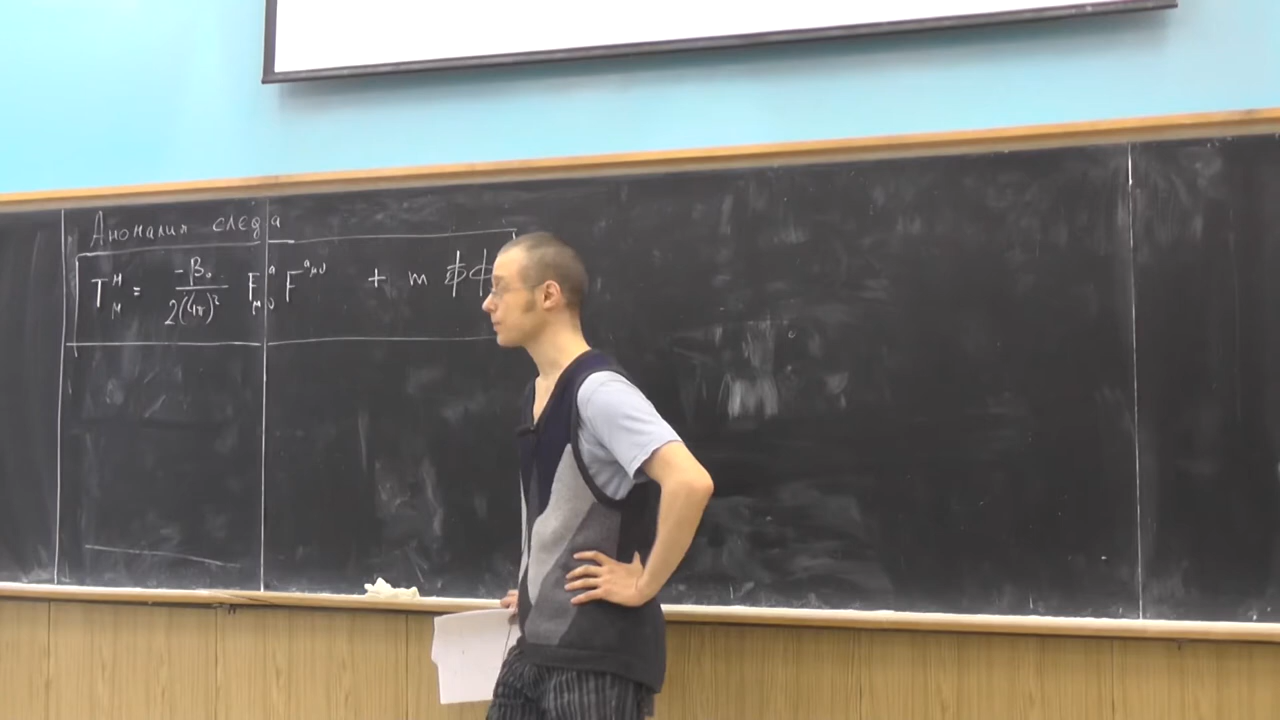 Аномалия следа
T^μ_μ = -β₀ / 2(4π)² F^a_μν F^aμν + m